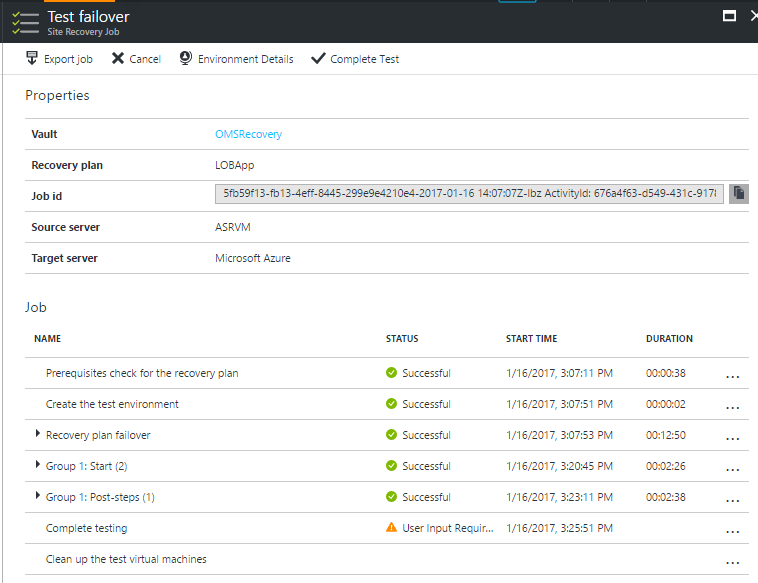 Test failover
Site Recovery Job
Export job Cancel Environment Details Complete Test
Properties
Vault OMSRecovery
Recovery plan LOBApp
Job id 5fb59f13-fb13-4eff-8445-299e9e4210e4-2017-01-16 14:07:07Z-Ibz ActivityId: 676a4f63-d549-431c-9178
Source server ASRVM
Target server Microsoft Azure
Job
NAME STATUS START TIME DURATION
Prerequisites check for the recovery plan Successful 1/16/2017, 3:07:11 PM 00:00:38 ...
Create the test environment Successful 1/16/2017, 3:07:51 PM 00:00:02 ...
Recovery plan failover Successful 1/16/2017, 3:07:53 PM 00:12:50 ...
Group 1: Start (2) Successful 1/16/2017, 3:20:45 PM 00:02:26 ...
Group 1: Post-steps (1) Successful 1/16/2017, 3:23:11 PM 00:02:38 ...
Complete testing User Input Requir... 1/16/2017, 3:25:51 PM ...
Clean up the test virtual machines ...